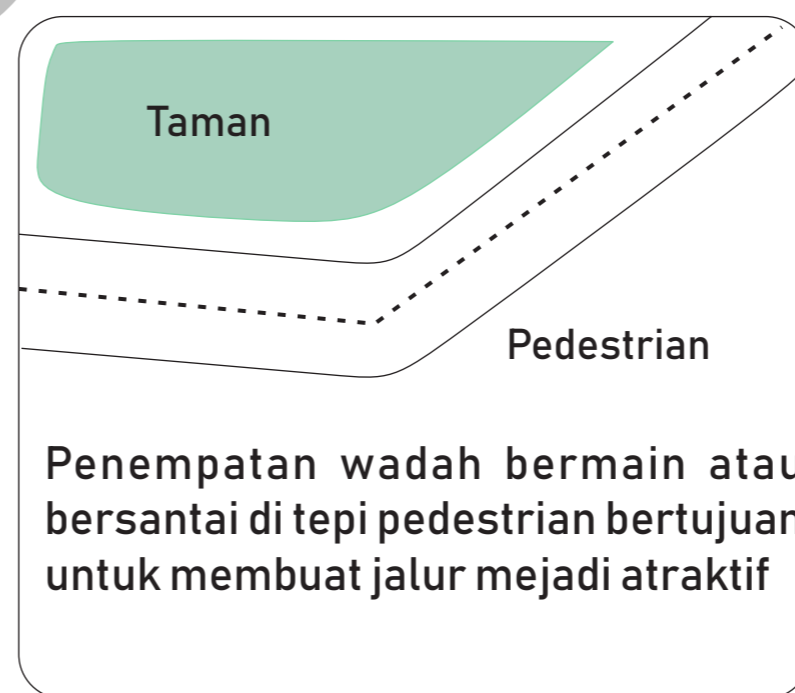 Taman
Pedestrian
Penempatan wadah bermain atau
bersantai di tepi pedestrian bertujuan
untuk membuat jalur mejadi atraktif